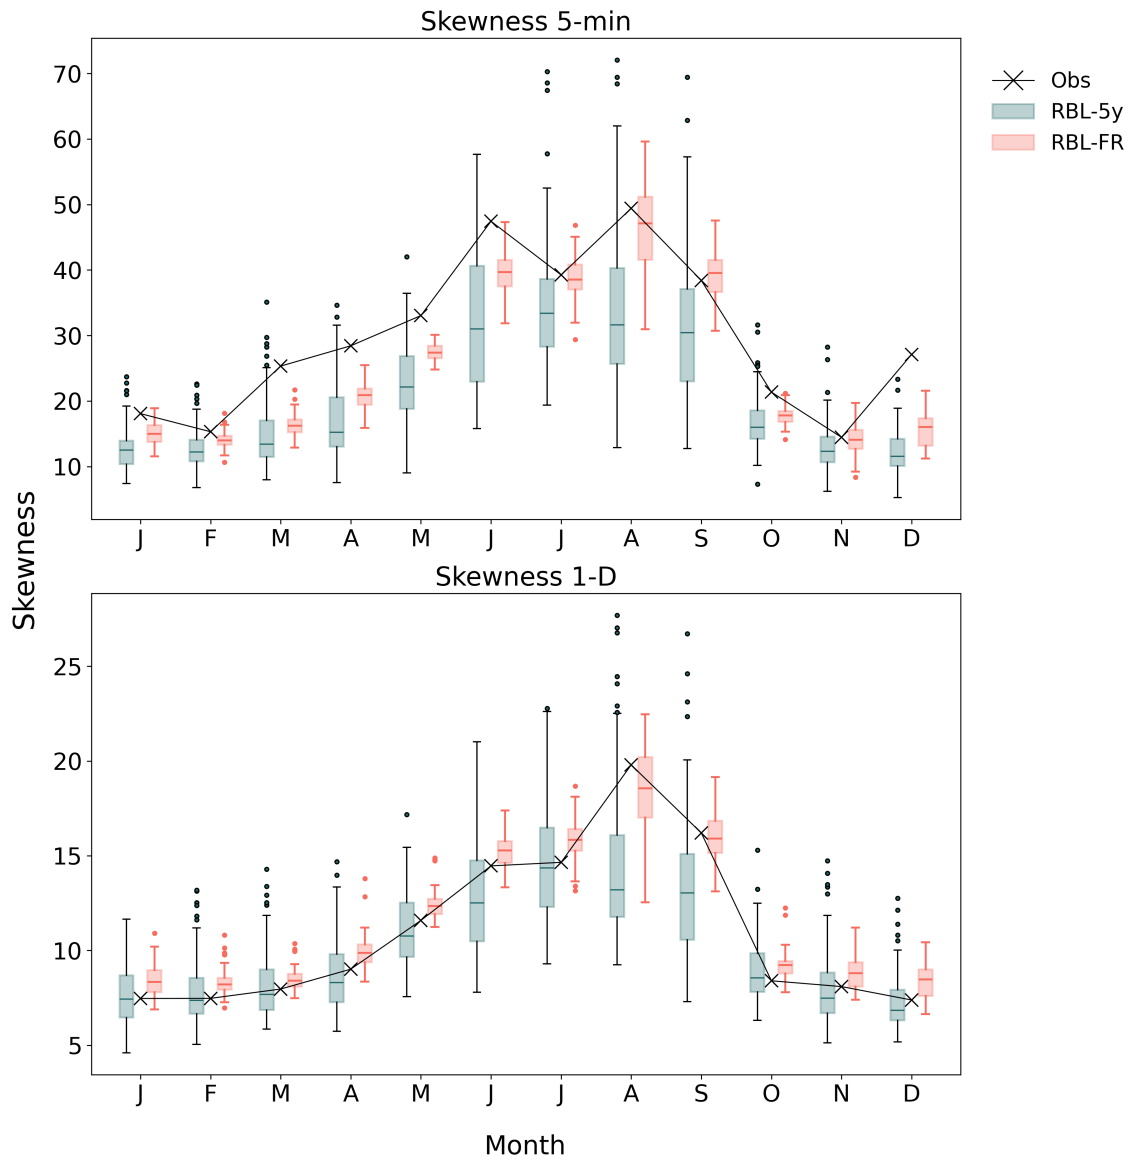 Skewness 5-min
70
60
50
40
30
20
10
J F M A M J J A S O N D
Obs
RBL-5y
RBL-FR
Skewness
Skewness 1-D
25
20
15
10
5
J F M A M J J A S O N D
Month